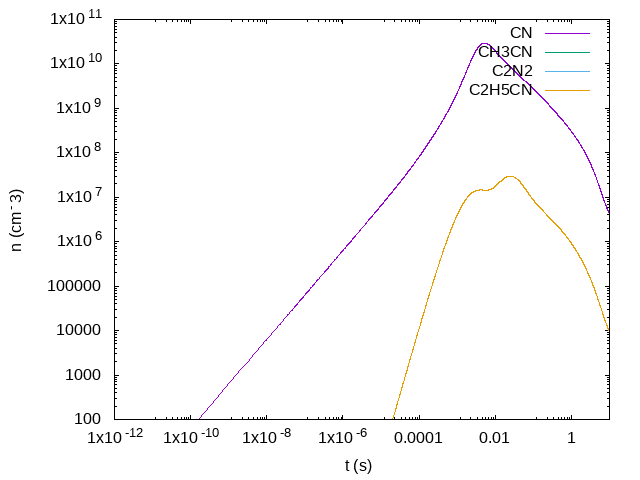 1x10^11
1x10^10
1x10^9
1x10^8
1x10^7
1x10^6
100000
10000
1000
100
n (cm^-3)
CN
CH3CN
C2N2
C2H5CN
1x10^-12 1x10^-10 1x10^-8 1x10^-6 0.0001 0.01 1
t (s)